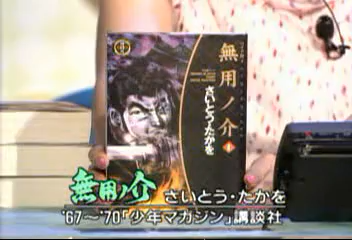 無用ノ介
さいとう・たかを
無用ノ介 さいとう・たかを
'67〜'70「少年マガジン」講談社